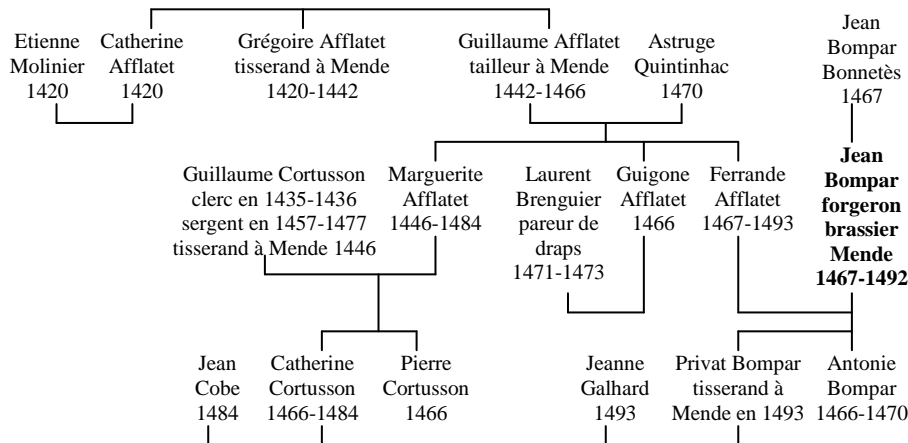 Etienne
Molinier
1420
Catherine
Afflatet
1420
Grégoire Afflatet
tisserand à Mende
1420-1442
Guillaume Afflatet
tailleur à Mende
1442-1466
Astruge
Quintinhac
1470
Jean
Bompar
Bonnetès
1467
Guillaume Cortusson
clerc en 1435-1436
sergent en 1457-1477
tisserand à Mende 1446
Marguerite
Afflatet
1446-1484
Laurent
Brenguier
pareur de
draps
1471-1473
Guigone
Afflatet
1466
Ferrande
Afflatet
1467-1493
Jean
Bompar
forgeron
brassier
Mende
1467-1492
Jean
Cobe
1484
Catherine
Cortusson
1466-1484
Pierre
Cortusson
1466
Jeanne
Galhard
1493
Privat Bompar
tisserand à
Mende en 1493
Antonie
Bompar
1466-1470